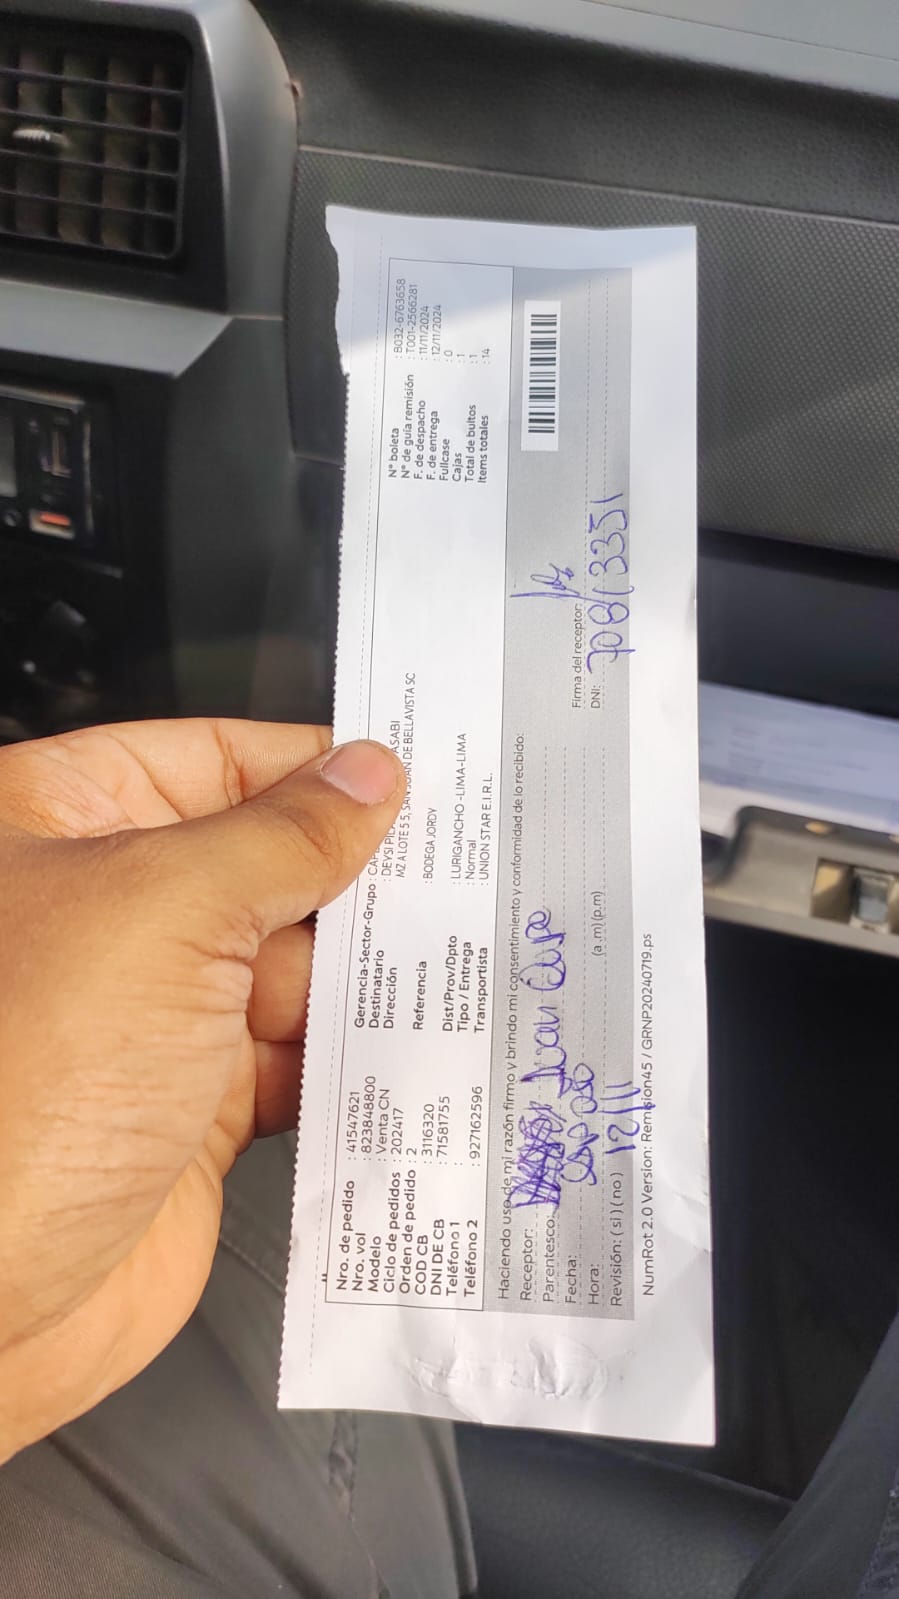 Nro. de pedido : 41547621
Nro. vol : 823848800
Modelo : Venta CN
Ciclo de pedidos : 202417
Orden de pedido : 2
COD CB : 3116320
DNI DE CB : 71581755
Teléfono 1 :
Teléfono 2 : 927162596
Gerencia-Sector-Grupo :
Destinatario : DEYSI
Dirección MZ A LOTE 5 5, SAN JUAN DE BELLAVISTA SC
Referencia : BODEGA JORDY
Dist/Prov/Dpto : LURIGANCHO -LIMA-LIMA
Tipo / Entrega : Normal
Transportista : UNION STAR E.I.R.L.
N° boleta : B032-6763658
N° de guía remisión : T001-2566281
F. de despacho : 11/11/2024
F. de entrega : 12/11/2024
Fullcase : 0
Cajas : 1
Total de bultos : 1
Items totales : 14
Haciendo uso de mi razón firmo y brindo mi consentimiento y conformidad de lo recibido:
Receptor: Juan
Parentesco:
Fecha: 12/11
Hora: (a .m) (p.m)
Revisión: ( si ) ( no )
Firma del receptor:
DNI: 70813351
NumRot 2.0 Version: Remision45 / GRNP20240719.ps